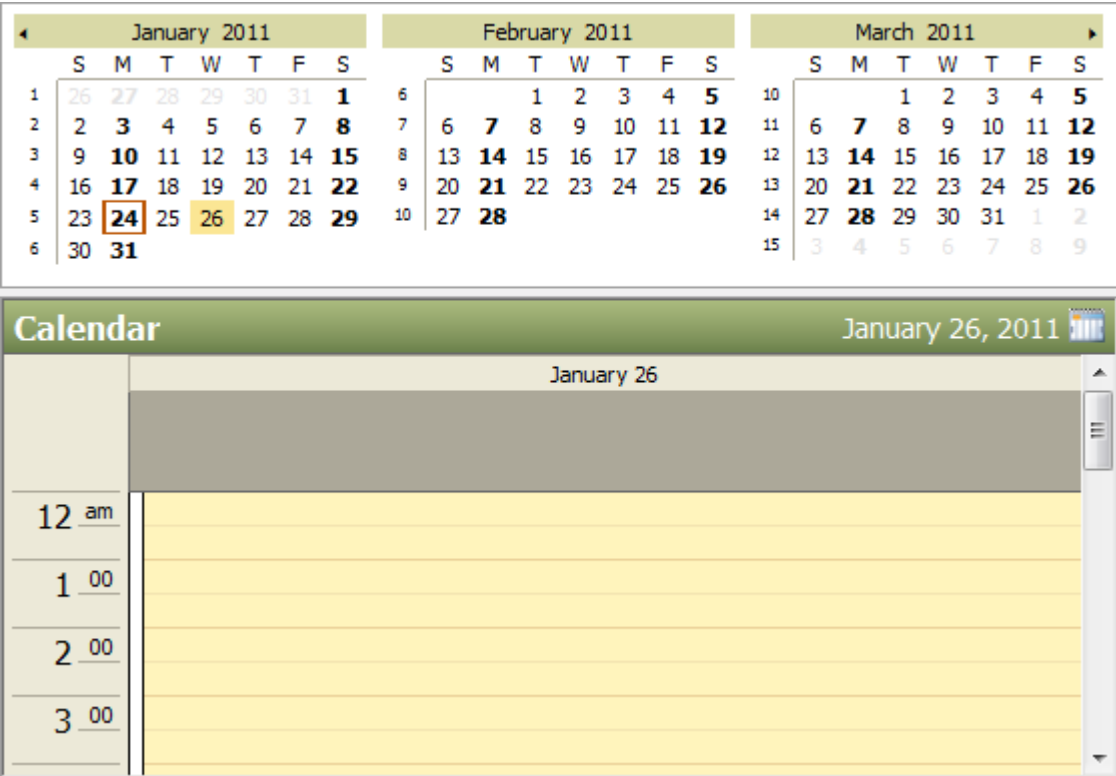 January 2011
S M T W T F S
1 26 27 28 29 30 31 1
2 2 3 4 5 6 7 8
3 9 10 11 12 13 14 15
4 16 17 18 19 20 21 22
5 23 24 25 26 27 28 29
6 30 31
February 2011
S M T W T F S
6 1 2 3 4 5
7 6 7 8 9 10 11 12
8 13 14 15 16 17 18 19
9 20 21 22 23 24 25 26
10 27 28
March 2011
S M T W T F S
10 1 2 3 4 5
11 6 7 8 9 10 11 12
12 13 14 15 16 17 18 19
13 20 21 22 23 24 25 26
14 27 28 29 30 31 1 2
15 3 4 5 6 7 8 9
Calendar January 26, 2011
January 26
12 am
1 00
2 00
3 00